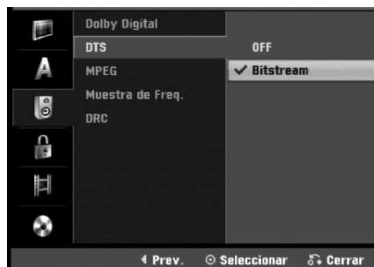 Dolby Digital
DTS
OFF
A
MPEG
✓ Bitstream
Muestra de Freq.
DRC
Prev.
Seleccionar
Cerrar